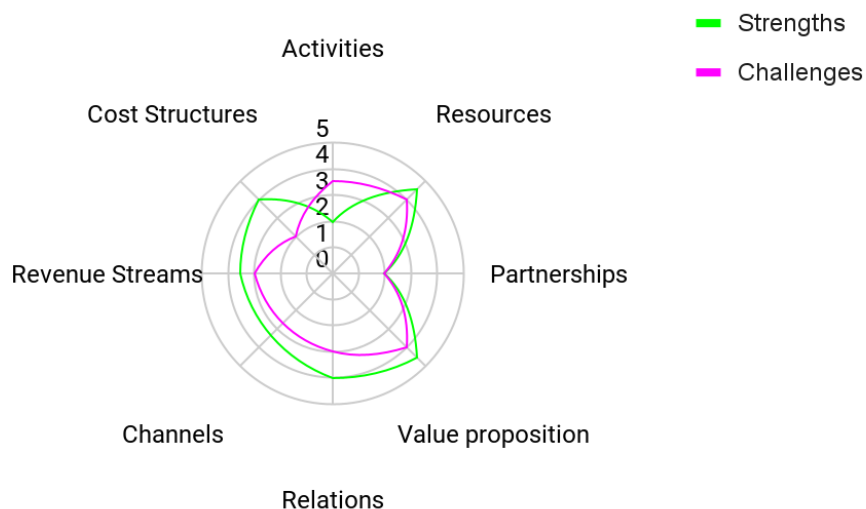 Strengths
Challenges
Activities
Cost Structures
Resources
5
4
3
2
1
0
Revenue Streams
Partnerships
Channels
Value proposition
Relations